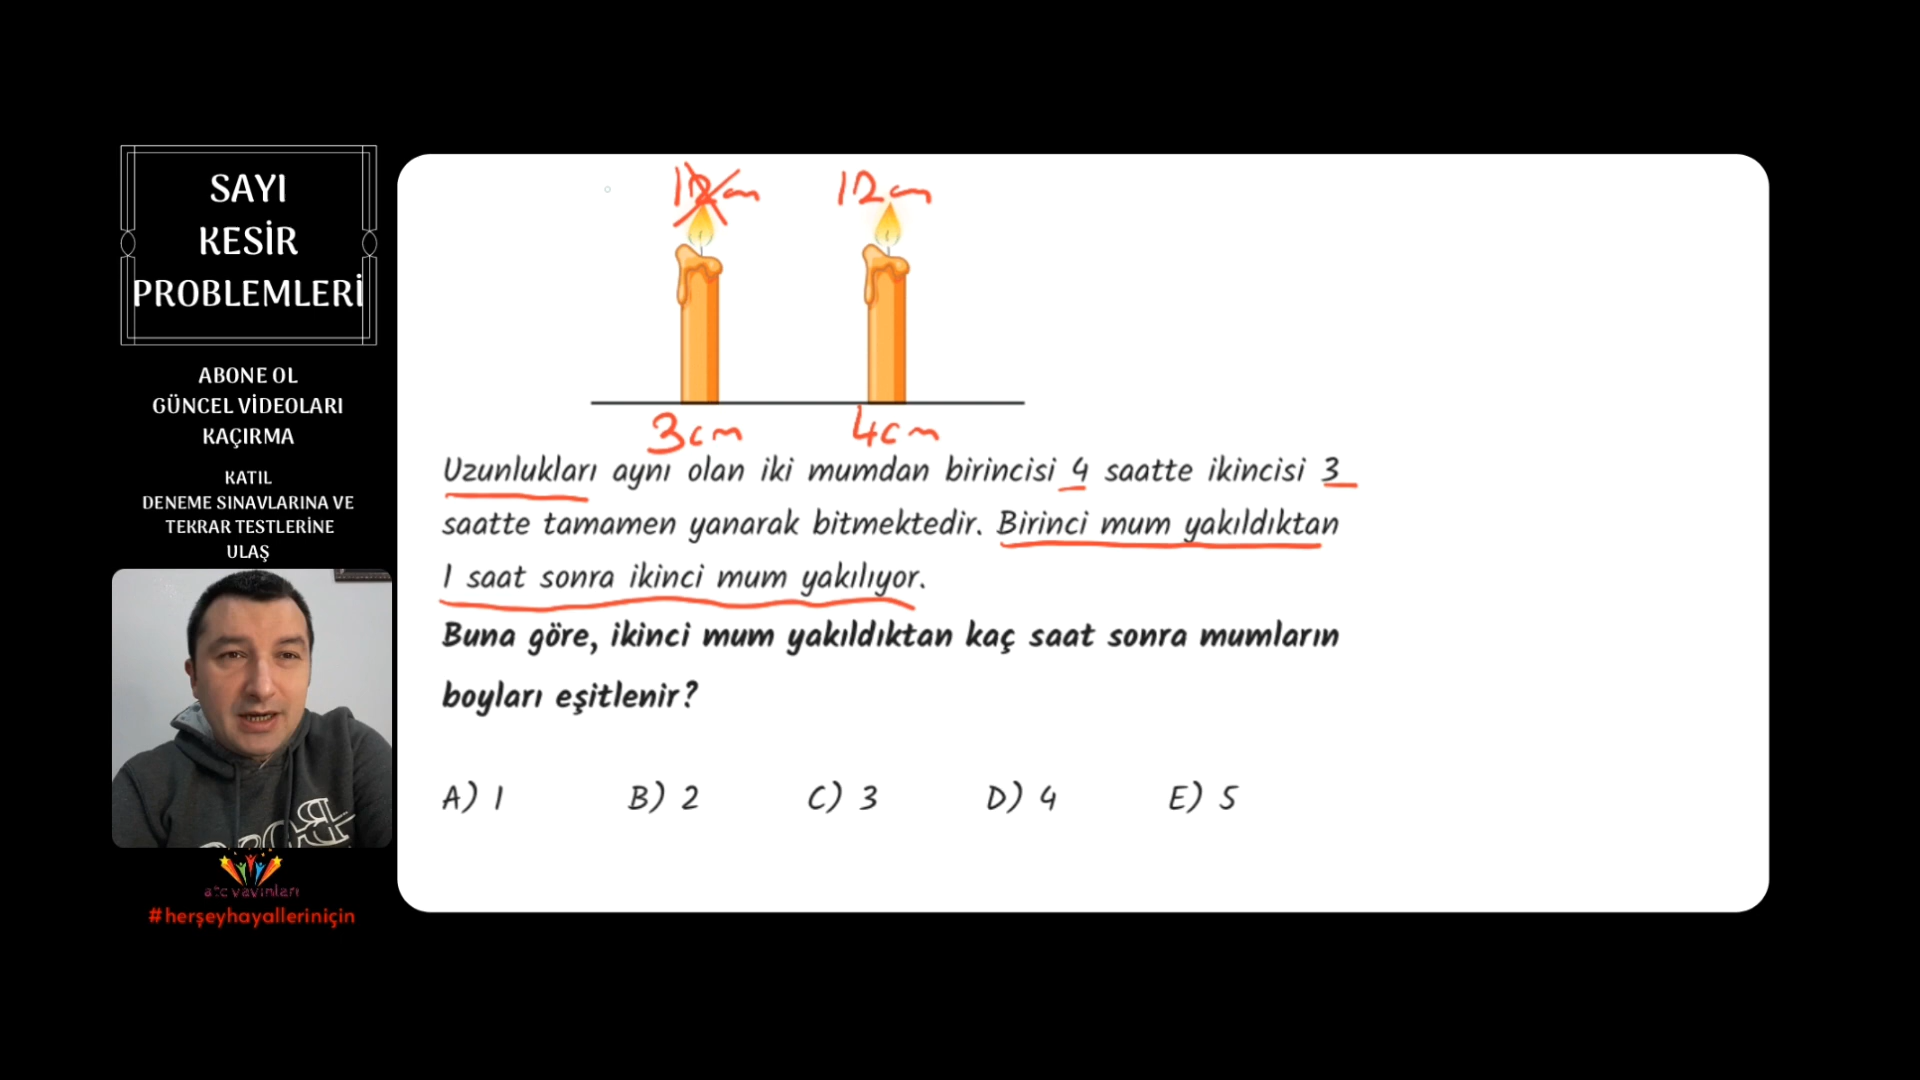 SAYI
KESİR
PROBLEMLERİ
ABONE OL
GÜNCEL VİDEOLARI
KAÇIRMA
KATIL
DENEME SINAVLARINA VE
TEKRAR TESTLERİNE
ULAŞ
atc yayınları
#herşeyhayalleriniçin
12cm 12cm
3cm 4cm
Uzunlukları aynı olan iki mumdan birincisi 4 saatte ikincisi 3
saatte tamamen yanarak bitmektedir. Birinci mum yakıldıktan
1 saat sonra ikinci mum yakılıyor.
Buna göre, ikinci mum yakıldıktan kaç saat sonra mumların
boyları eşitlenir?
A) 1 B) 2 C) 3 D) 4 E) 5